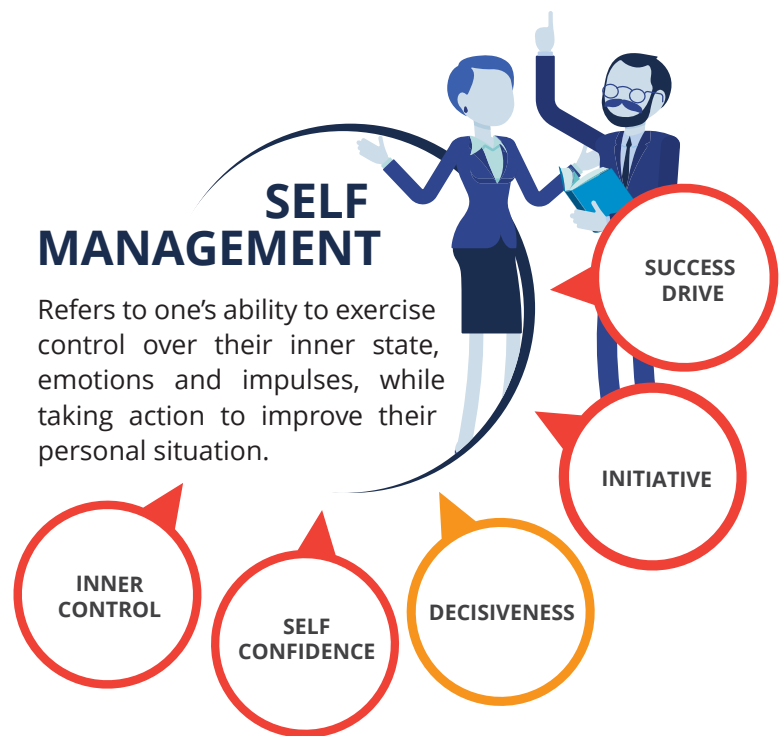 SELF
MANAGEMENT
Refers to one’s ability to exercise
control over their inner state,
emotions and impulses, while
taking action to improve their
personal situation.
SUCCESS
DRIVE
INITIATIVE
DECISIVENESS
SELF
CONFIDENCE
INNER
CONTROL